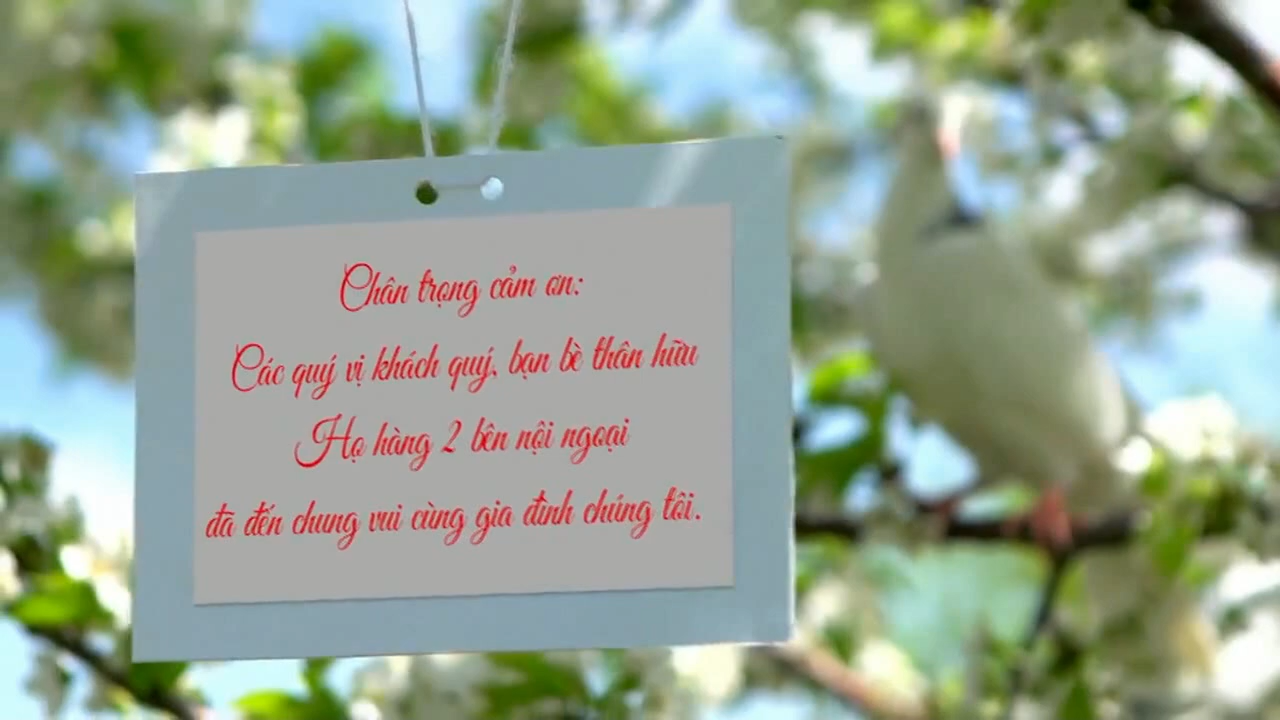 Chân trọng cảm ơn:
Các quý vị khách quý, bạn bè thân hữu
Họ hàng 2 bên nội ngoại
đã đến chung vui cùng gia đình chúng tôi.